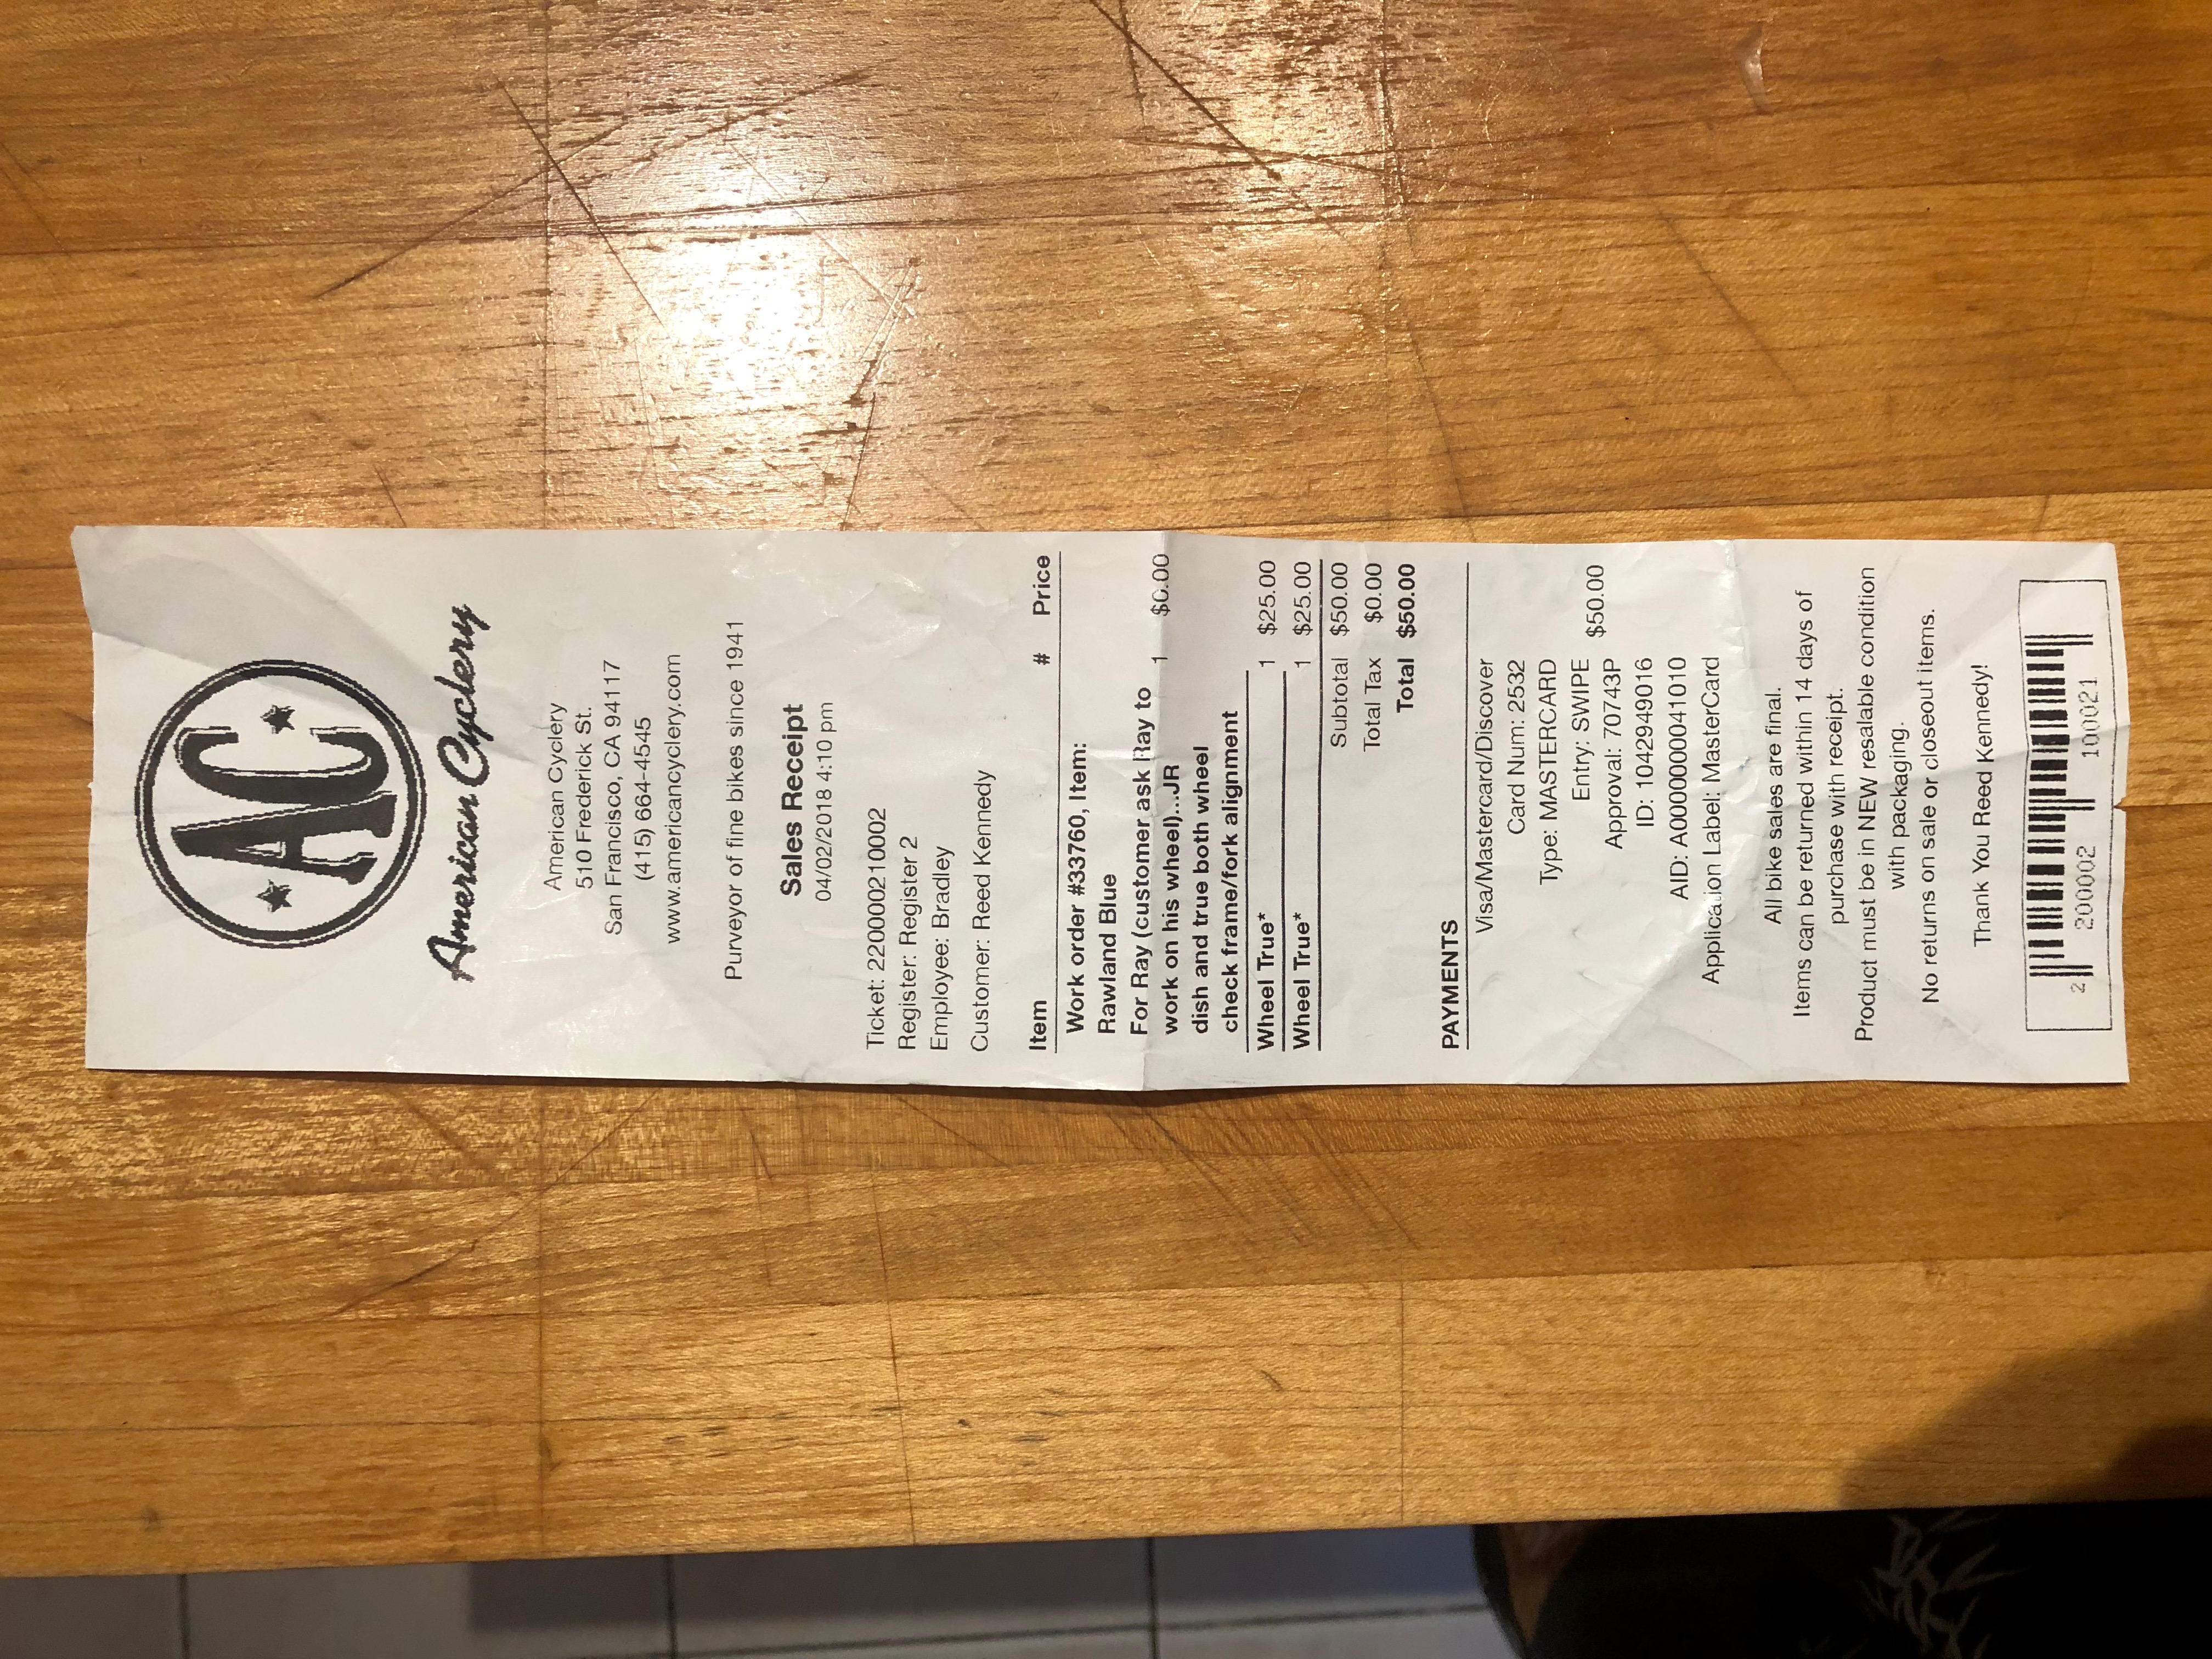 AC
American Cyclery
American Cyclery
510 Frederick St.
San Francisco, CA 94117
(415) 664-4545
www.americancyclery.com
Purveyor of fine bikes since 1941
Sales Receipt
04/02/2018 4:10 pm
Ticket: 220000210002
Register: Register 2
Employee: Bradley
Customer: Reed Kennedy
Item # Price
Work order #33760, Item:
Rawland Blue
For Ray (customer ask Ray to 1 $0.00
work on his wheel)...JR
dish and true both wheel
check frame/fork alignment
Wheel True* 1 $25.00
Wheel True* 1 $25.00
Subtotal $50.00
Total Tax $0.00
Total $50.00
PAYMENTS
Visa/Mastercard/Discover
Card Num: 2532
Type: MASTERCARD
Entry: SWIPE $50.00
Approval: 70743P
ID: 10429490​16
AID: A0000000041010
Application Label: MasterCard
All bike sales are final.
Items can be returned within 14 days of
purchase with receipt.
Product must be in NEW resalable condition
with packaging.
No returns on sale or closeout items.
Thank You Reed Kennedy!
2 200002 100021